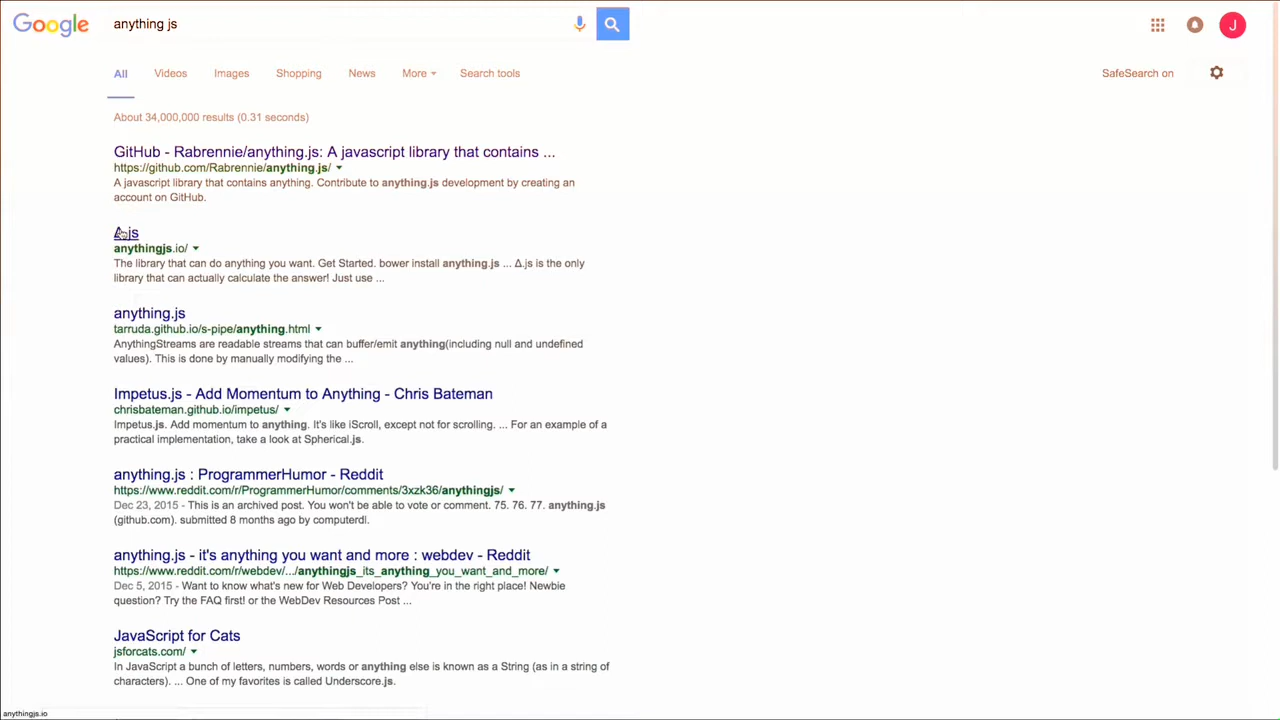 Google
anything js
J
All
Videos
Images
Shopping
News
More
Search tools
SafeSearch on
About 34,000,000 results (0.31 seconds)
GitHub - Rabrennie/anything.js: A javascript library that contains ...
https://github.com/Rabrennie/anything.js/
A javascript library that contains anything. Contribute to anything.js development by creating an
account on GitHub.
Δ.js
anythingjs.io/
The library that can do anything you want. Get Started. bower install anything.js ... Δ.js is the only
library that can actually calculate the answer! Just use ...
anything.js
tarruda.github.io/s-pipe/anything.html
AnythingStreams are readable streams that can buffer/emit anything(including null and undefined
values). This is done by manually modifying the ...
Impetus.js - Add Momentum to Anything - Chris Bateman
chrisbateman.github.io/impetus/
Impetus.js. Add momentum to anything. It's like iScroll, except not for scrolling. ... For an example of a
practical implementation, take a look at Spherical.js.
anything.js : ProgrammerHumor - Reddit
https://www.reddit.com/r/ProgrammerHumor/comments/3xzk36/anythingjs/
Dec 23, 2015 - This is an archived post. You won't be able to vote or comment. 75. 76. 77. anything.js
(github.com). submitted 8 months ago by computerdl.
anything.js - it's anything you want and more : webdev - Reddit
https://www.reddit.com/r/webdev/.../anythingjs_its_anything_you_want_and_more/
Dec 5, 2015 - Want to know what's new for Web Developers? You're in the right place! Newbie
question? Try the FAQ first! or the WebDev Resources Post ...
JavaScript for Cats
jsforcats.com/
In JavaScript a bunch of letters, numbers, words or anything else is known as a String (as in a string of
characters). ... One of my favorites is called Underscore.js.
anythingjs.io